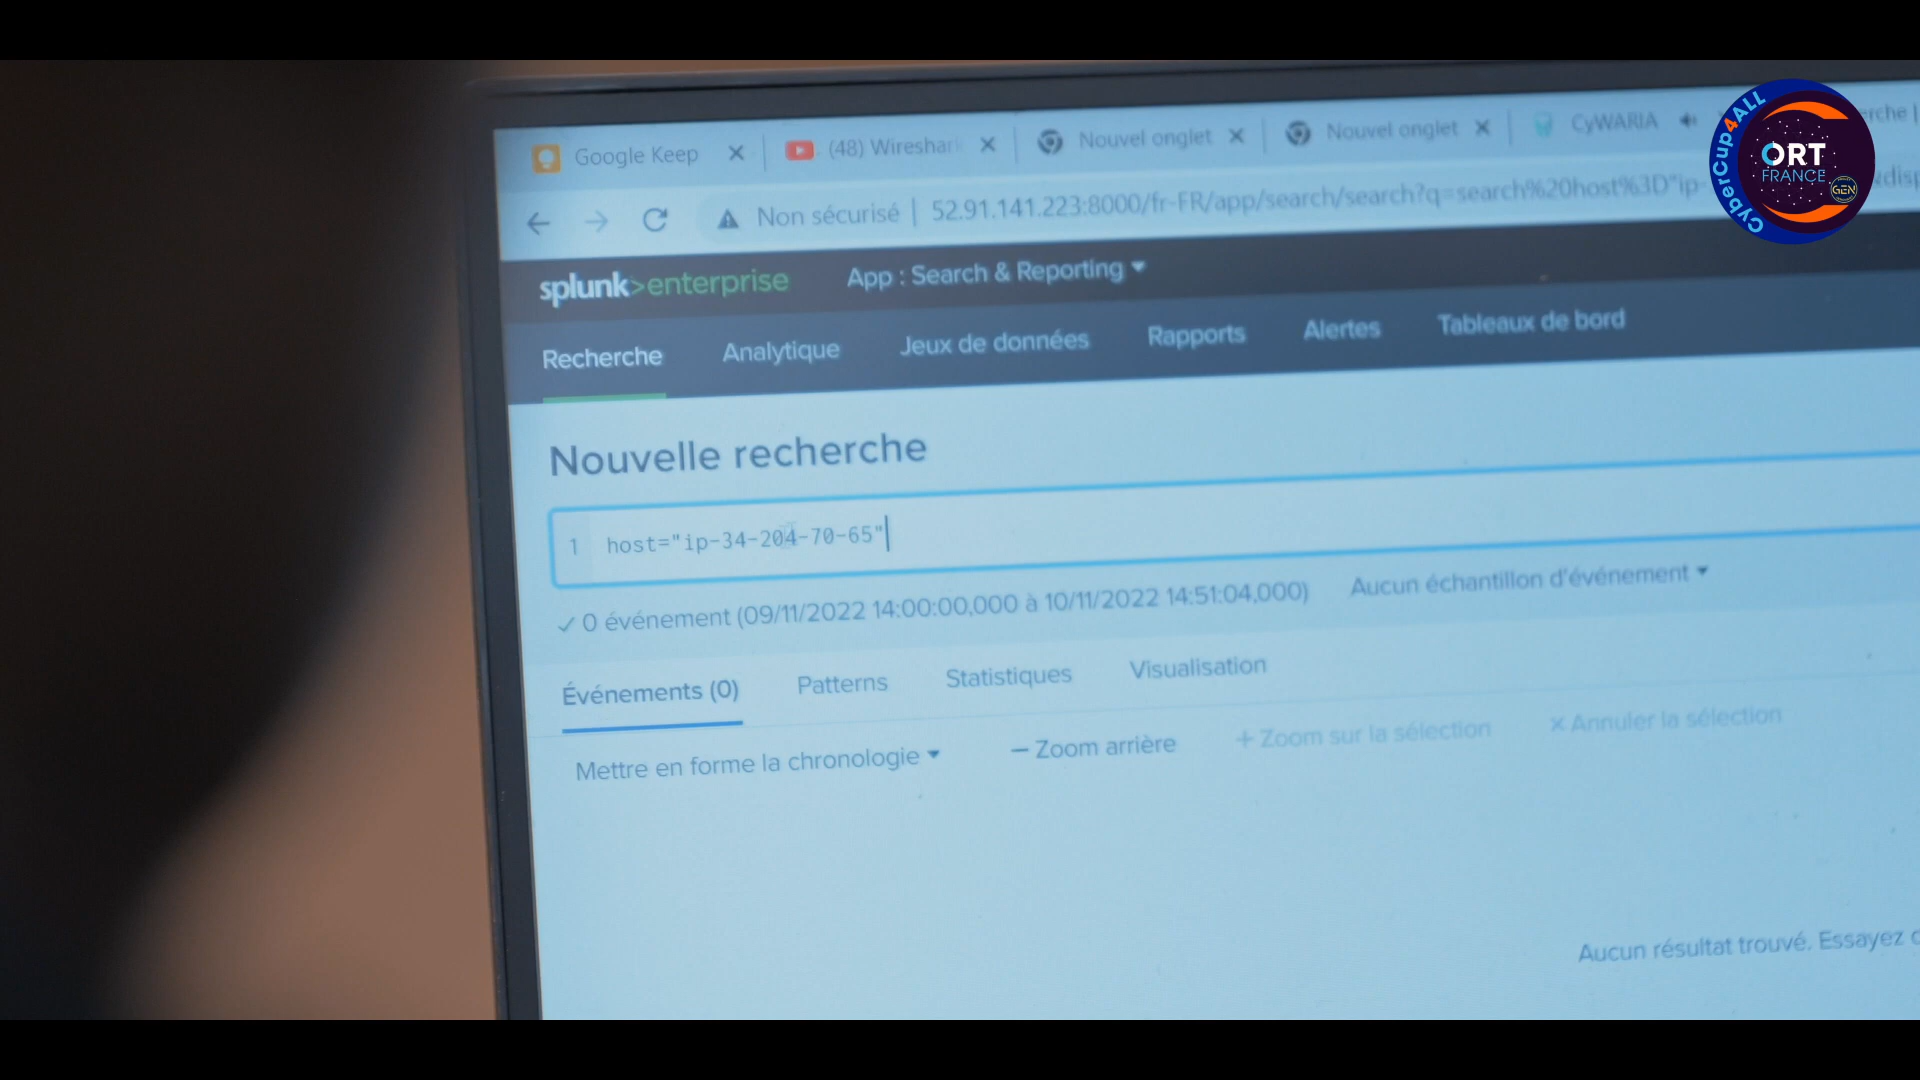 Google Keep
(48) Wireshark
Nouvel onglet
Nouvel onglet
CyWARIA
Non sécurisé | 52.91.141.223:8000/fr-FR/app/search/search?q=search%20host%3D"ip-
splunk>enterprise
App : Search & Reporting
Recherche
Analytique
Jeux de données
Rapports
Alertes
Tableaux de bord
Nouvelle recherche
1 host="ip-34-204-70-65"
✓ 0 événement (09/11/2022 14:00:00,000 à 10/11/2022 14:51:04,000)
Aucun échantillon d'événement
Événements (0)
Patterns
Statistiques
Visualisation
Mettre en forme la chronologie
— Zoom arrière
+ Zoom sur la sélection
× Annuler la sélection
Aucun résultat trouvé. Essayez
CyberCup4ALL
ORT
FRANCE
GEN